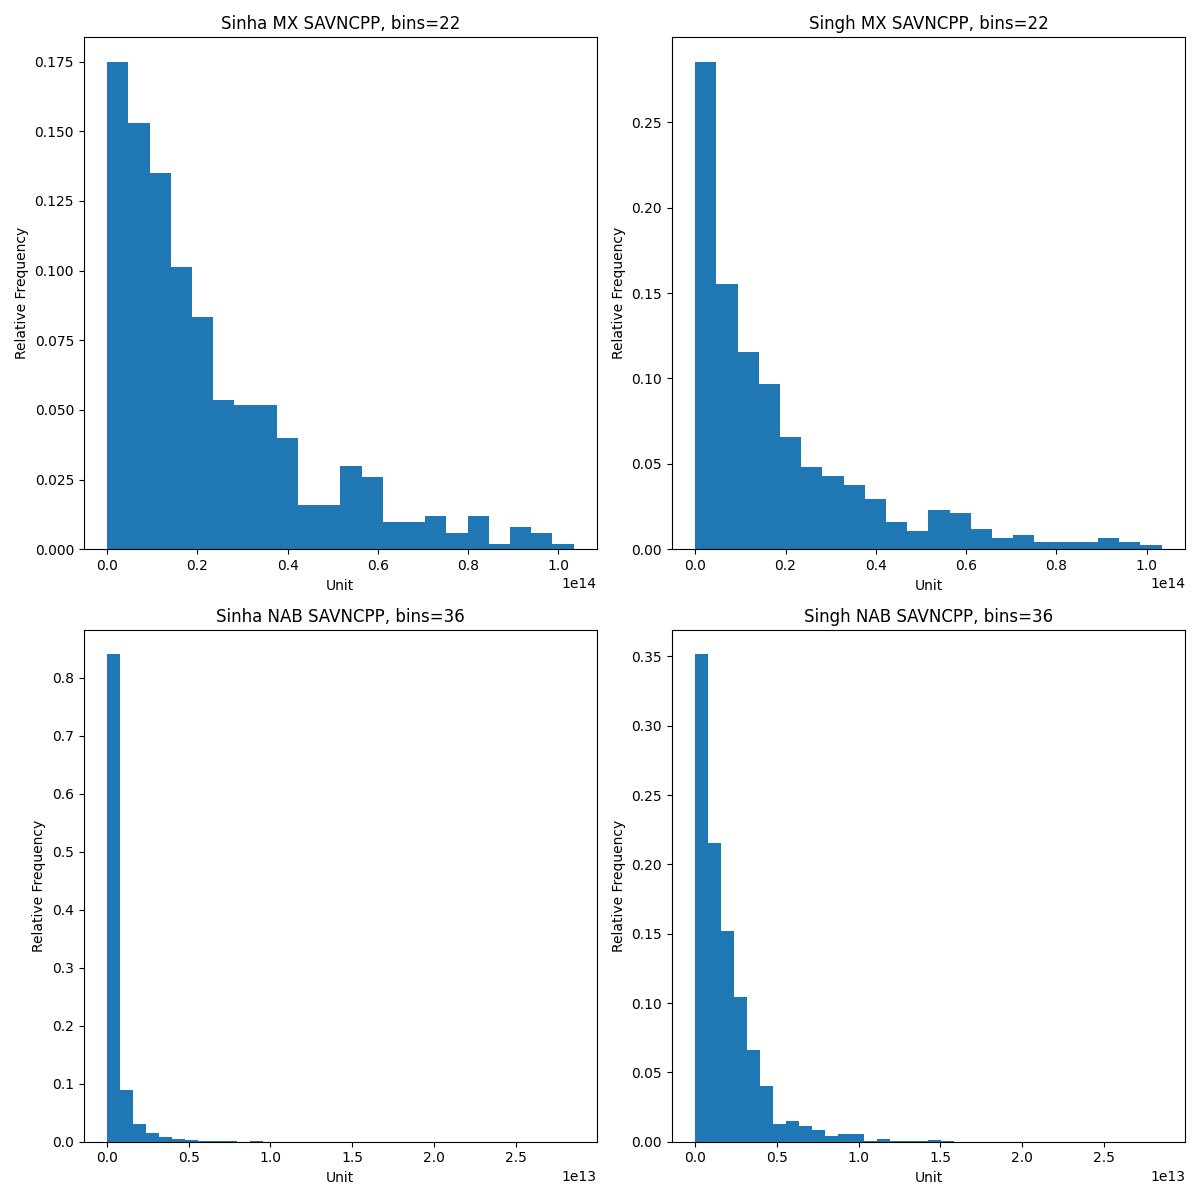 Sinha MX SAVNCPP, bins=22
Relative Frequency
0.175
0.150
0.125
0.100
0.075
0.050
0.025
0.000
0.0 0.2 0.4 0.6 0.8 1.0
Unit
1e14
Singh MX SAVNCPP, bins=22
Relative Frequency
0.25
0.20
0.15
0.10
0.05
0.00
0.0 0.2 0.4 0.6 0.8 1.0
Unit
1e14
Sinha NAB SAVNCPP, bins=36
Relative Frequency
0.8
0.7
0.6
0.5
0.4
0.3
0.2
0.1
0.0
0.0 0.5 1.0 1.5 2.0 2.5
Unit
1e13
Singh NAB SAVNCPP, bins=36
Relative Frequency
0.35
0.30
0.25
0.20
0.15
0.10
0.05
0.00
0.0 0.5 1.0 1.5 2.0 2.5
Unit
1e13